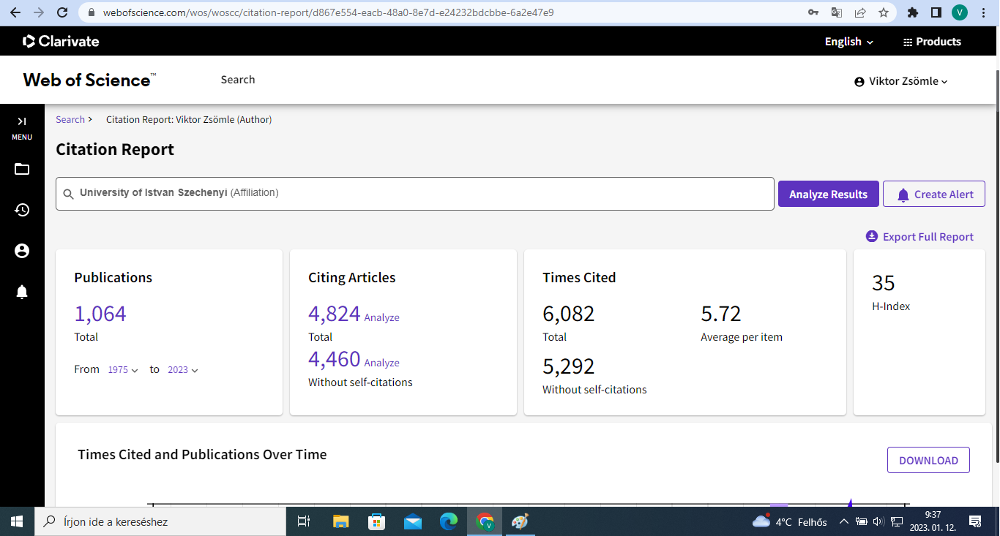 webofscience.com/wos/woscc/citation-report/d867e554-eacb-48a0-8e7d-e24232bdcbbe-6a2e47e9
V
Clarivate
English
Products
Web of Science™
Search
Viktor Zsömle
MENU
Search > Citation Report: Viktor Zsömle (Author)
Citation Report
University of Istvan Szechenyi (Affiliation)
Analyze Results
Create Alert
Export Full Report
Publications
1,064
Total
From 1975 to 2023
Citing Articles
4,824 Analyze
Total
4,460 Analyze
Without self-citations
Times Cited
6,082
Total
5,292
Without self-citations
5.72
Average per item
35
H-Index
Times Cited and Publications Over Time
DOWNLOAD
Írjon ide a kereséshez
V
4°C Felhős
9:37
2023. 01. 12.